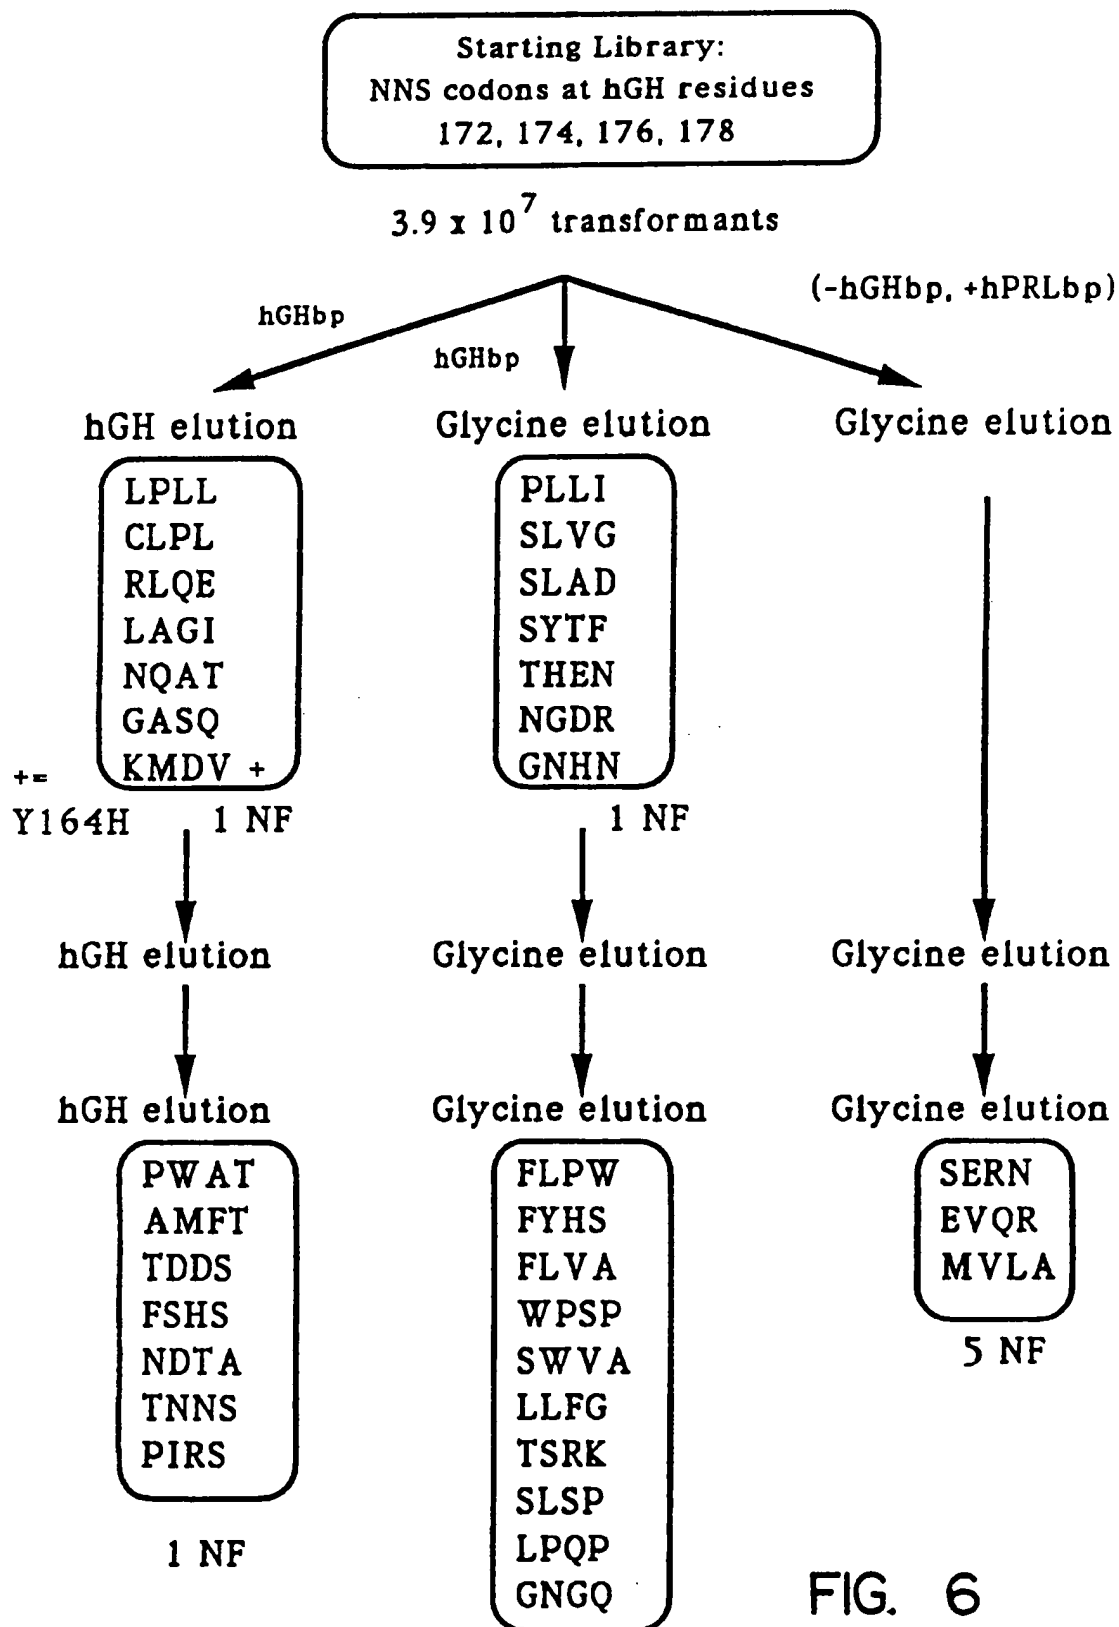 Starting Library:
NNS codons at hGH residues
172, 174, 176, 178
3.9 x 10^7 transformants
(-hGHbp, +hPRLbp)
hGHbp
hGHbp
hGH elution
LPLL
CLPL
RLQE
LAGI
NQAT
GASQ
KMDV +
+=
Y164H
1 NF
hGH elution
hGH elution
PWAT
AMFT
TDDS
FSHS
NDTA
TNNS
PIRS
1 NF
Glycine elution
PLLI
SLVG
SLAD
SYTF
THEN
NGDR
GNHN
1 NF
Glycine elution
Glycine elution
FLPW
FYHS
FLVA
WPSP
SWVA
LLFG
TSRK
SLSP
LPQP
GNGQ
Glycine elution
Glycine elution
Glycine elution
SERN
EVQR
MVLA
5 NF
FIG. 6